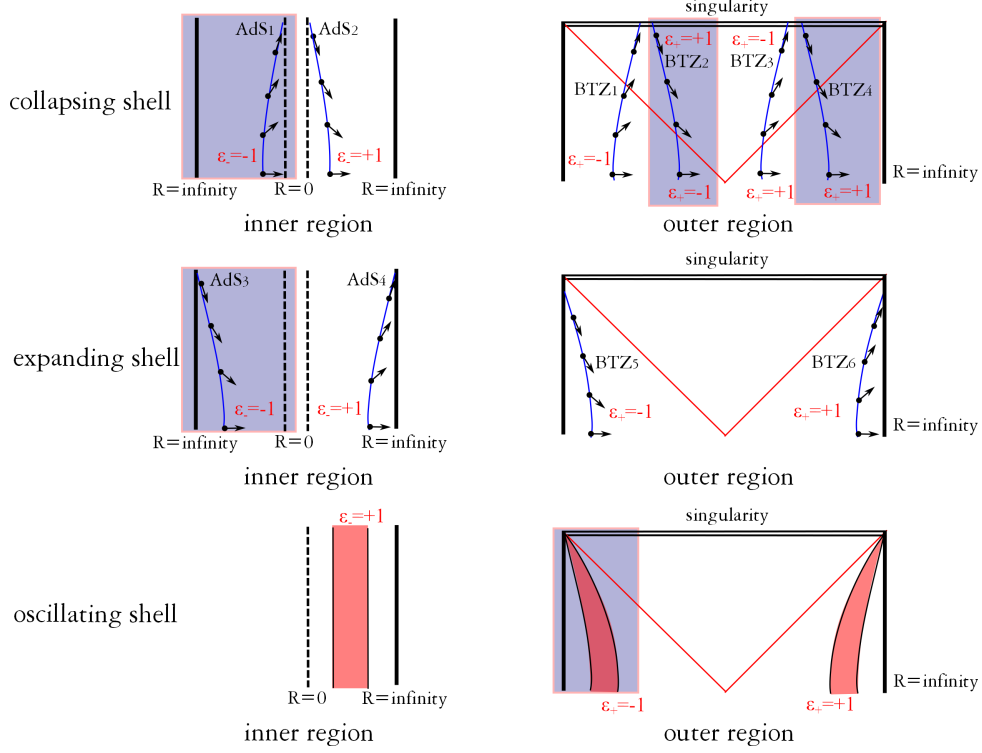 singularity
AdS1 AdS2
ε+=+1 ε+=-1
BTZ2 BTZ3
BTZ1 BTZ4
collapsing shell
ε-=-1 ε-=+1
ε+=-1
R=infinity R=0 R=infinity
ε+=-1 ε+=+1 ε+=+1
R=infinity
inner region
outer region
singularity
AdS3 AdS4
expanding shell
BTZ5 BTZ6
ε-=-1 ε-=+1
ε+=-1 ε+=+1
R=infinity
R=infinity R=0 R=infinity
inner region
outer region
ε-=+1
singularity
oscillating shell
R=infinity
R=0 R=infinity
ε+=-1 ε+=+1
inner region
outer region